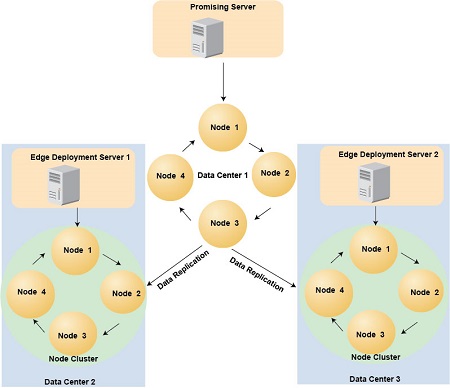 Promising Server
Node 1
Data Center 1
Node 2
Node 4
Node 3
Edge Deployment Server 1
Node 1
Node 2
Node 4
Node 3
Node Cluster
Data Center 2
Data Replication
Data Replication
Edge Deployment Server 2
Node 1
Node 2
Node 4
Node 3
Node Cluster
Data Center 3